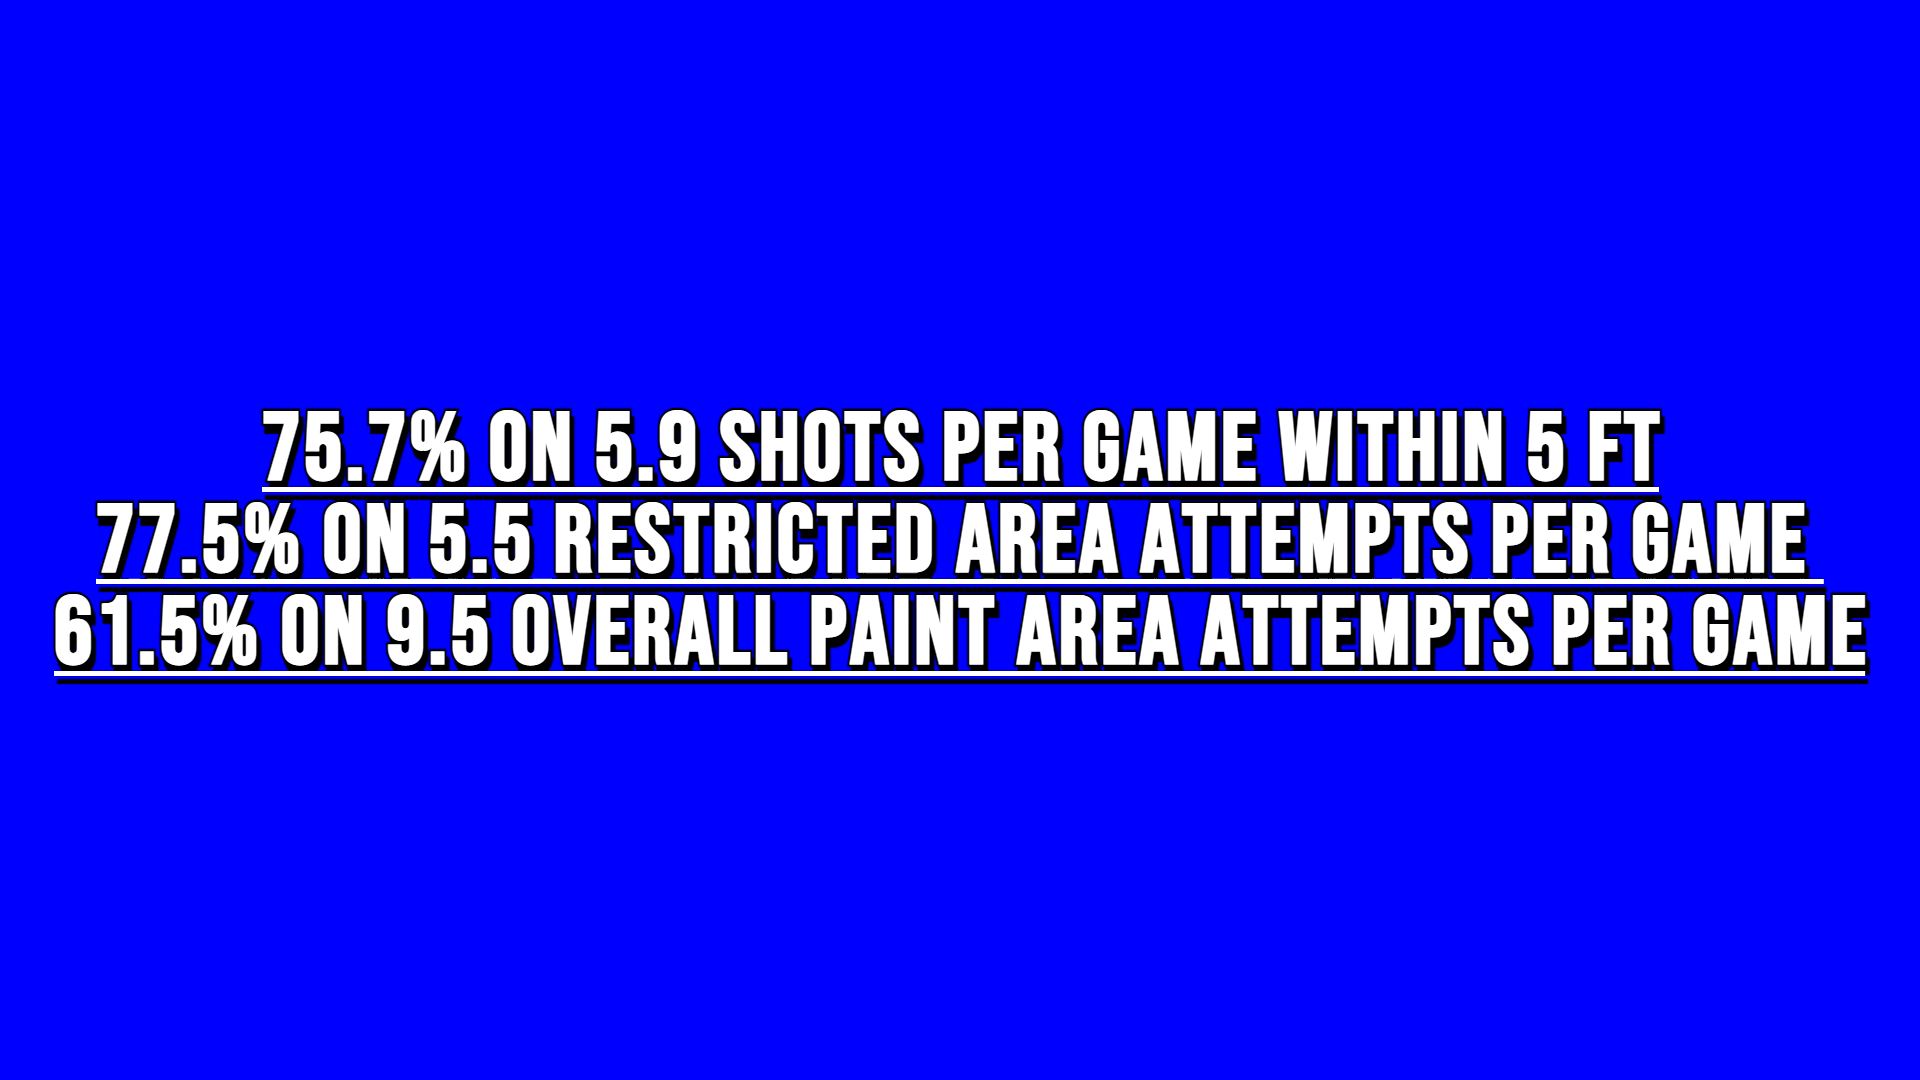 75.7% ON 5.9 SHOTS PER GAME WITHIN 5 FT
77.5% ON 5.5 RESTRICTED AREA ATTEMPTS PER GAME
61.5% ON 9.5 OVERALL PAINT AREA ATTEMPTS PER GAME